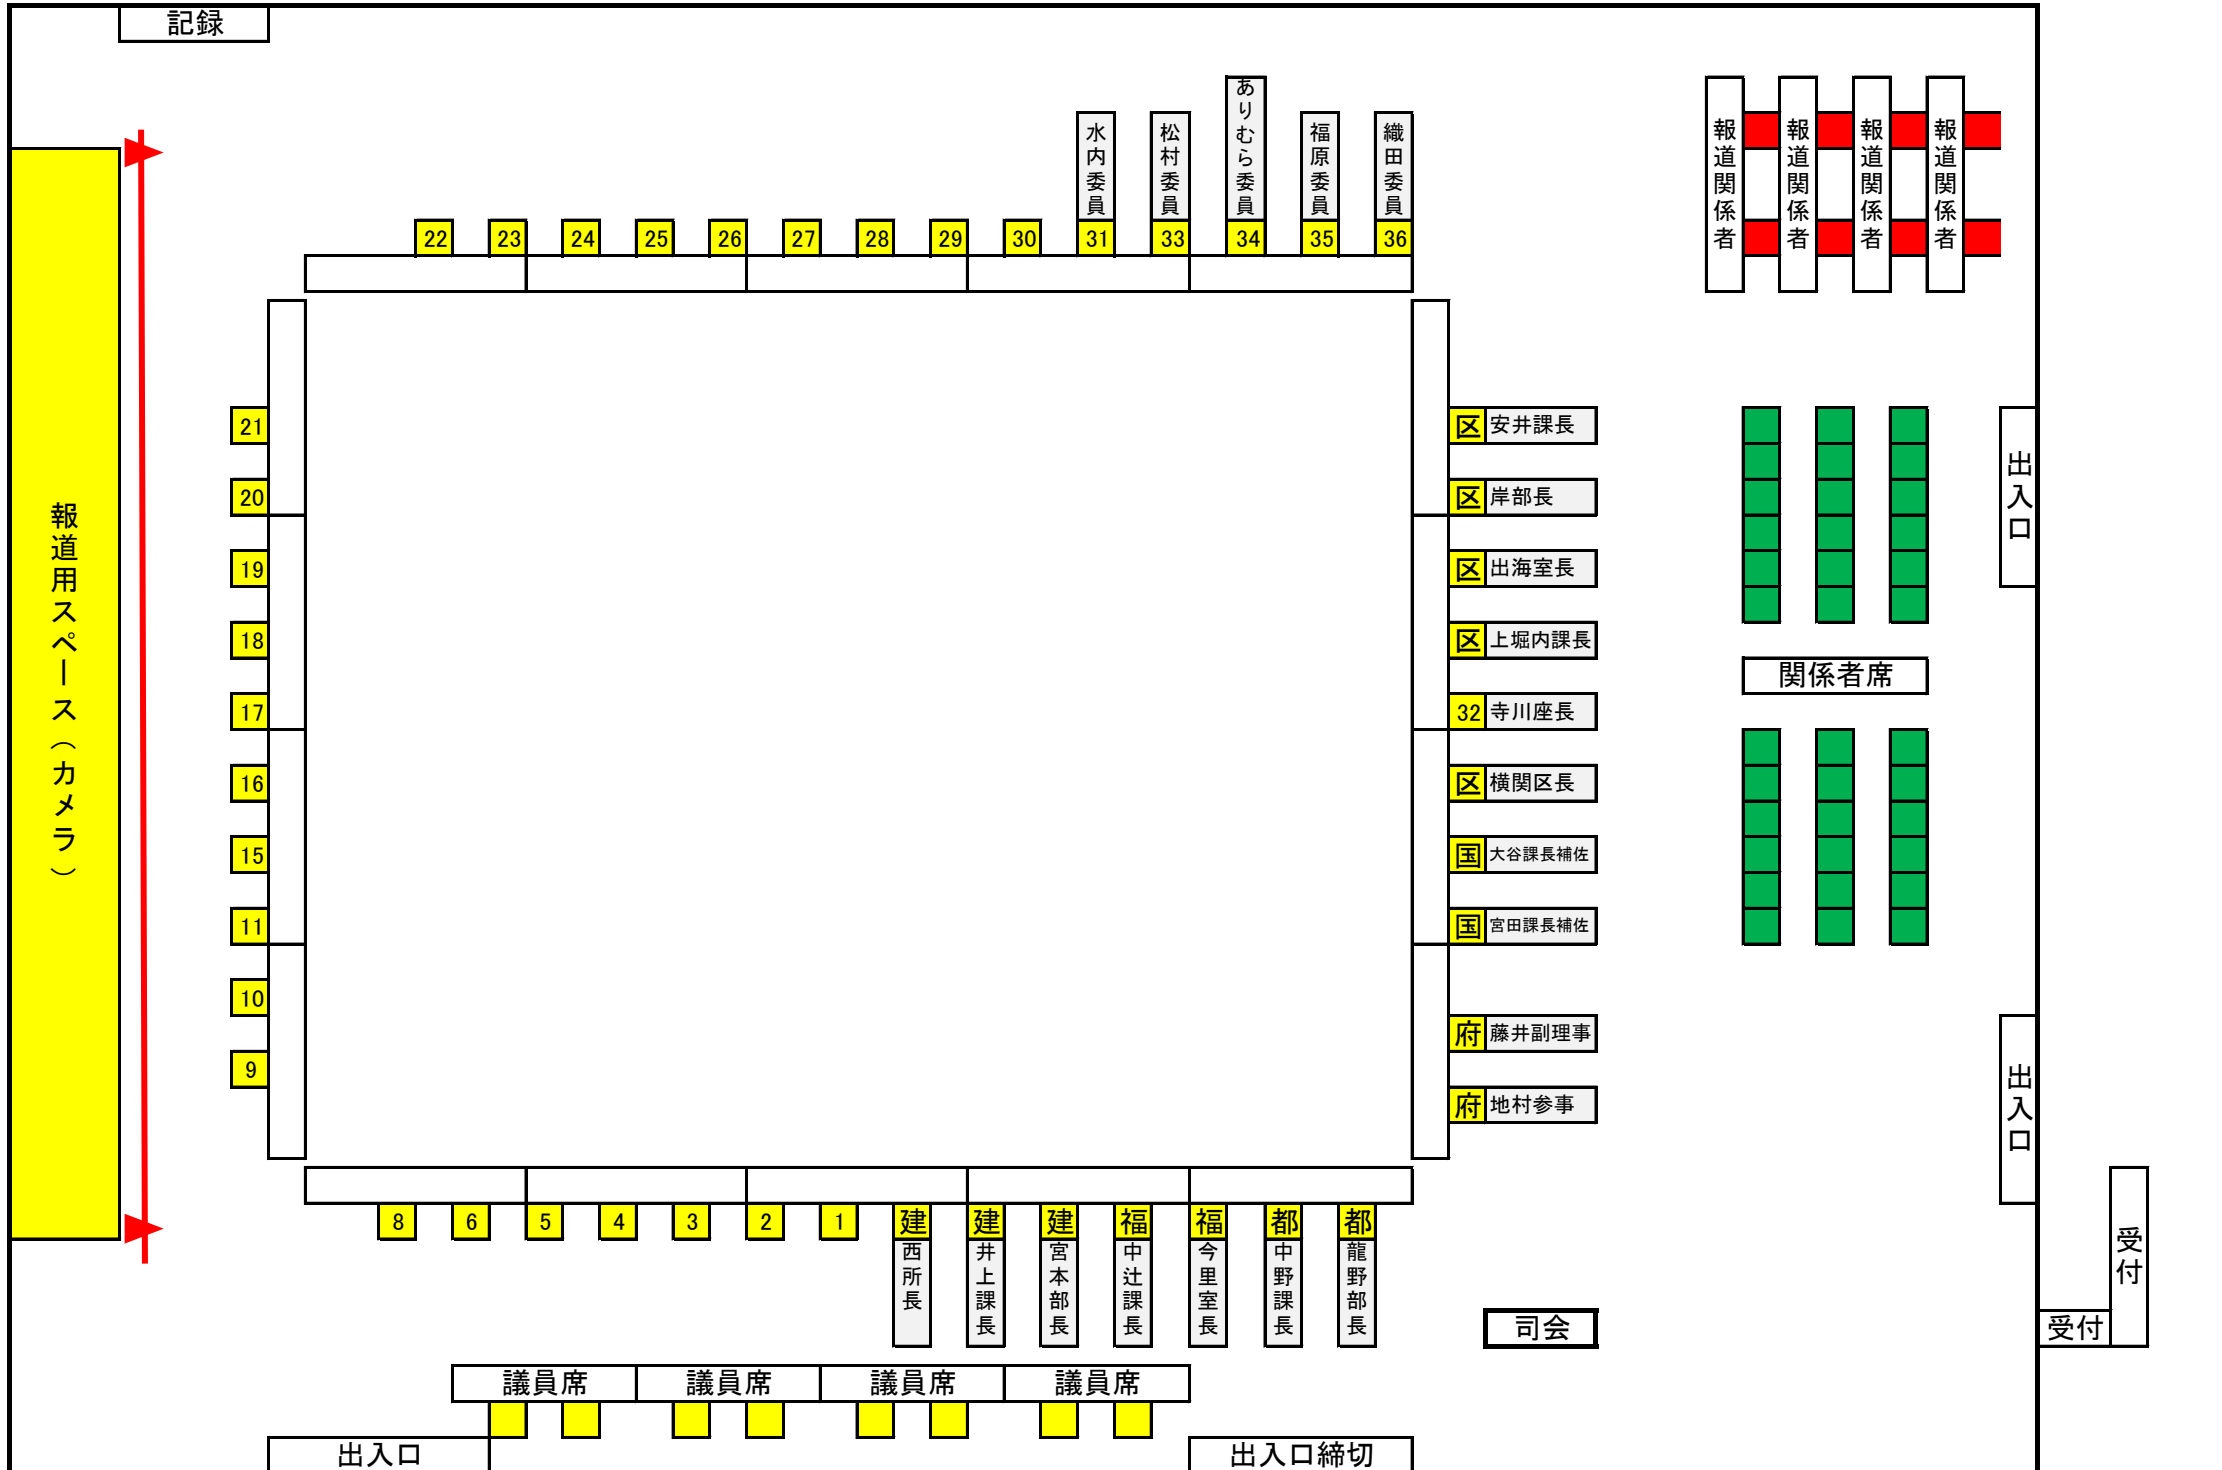 記録
水内委員
松村委員
ありむら委員
福原委員
織田委員
報道関係者
報道関係者
報道関係者
報道関係者
22
23
24
25
26
27
28
29
30
31
33
34
35
36
報道用スペース（カメラ）
21
20
19
18
17
16
15
11
10
9
区 安井課長
区 岸部長
区 出海室長
区 上堀内課長
32 寺川座長
区 横関区長
国 大谷課長補佐
国 宮田課長補佐
府 藤井副理事
府 地村参事
出入口
関係者席
出入口
8
6
5
4
3
2
1
建
建
建
福
福
都
都
西所長
井上課長
宮本部長
中辻課長
今里室長
中野課長
龍野部長
司会
受付
受付
議員席
議員席
議員席
議員席
出入口
出入口締切